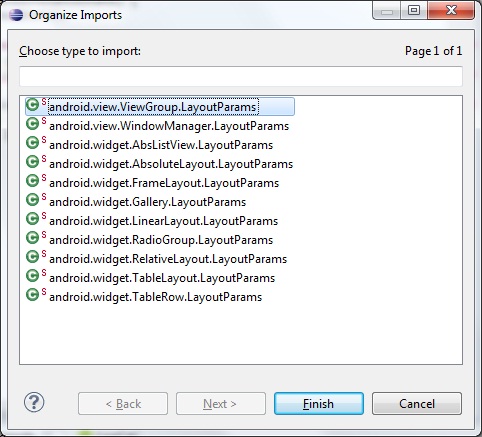 Organize Imports
Choose type to import: Page 1 of 1
android.view.ViewGroup.LayoutParams
android.view.WindowManager.LayoutParams
android.widget.AbsListView.LayoutParams
android.widget.AbsoluteLayout.LayoutParams
android.widget.FrameLayout.LayoutParams
android.widget.Gallery.LayoutParams
android.widget.LinearLayout.LayoutParams
android.widget.RadioGroup.LayoutParams
android.widget.RelativeLayout.LayoutParams
android.widget.TableLayout.LayoutParams
android.widget.TableRow.LayoutParams
? < Back Next > Finish Cancel